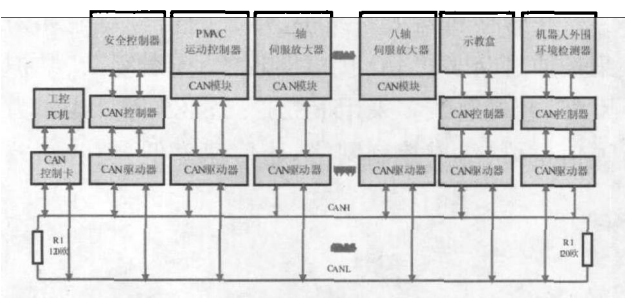 安全控制器
PMAC
运动控制器
一轴
伺服放大器
八轴
伺服放大器
示教盒
机器人外围
环境检测器
CAN模块
CAN模块
CAN模块
工控
PC机
CAN控制器
CAN控制器
CAN控制器
CAN
控制卡
CAN驱动器
CAN驱动器
CAN驱动器
CAN驱动器
CAN驱动器
CAN驱动器
CANH
R1
120欧
R1
120欧
CANL